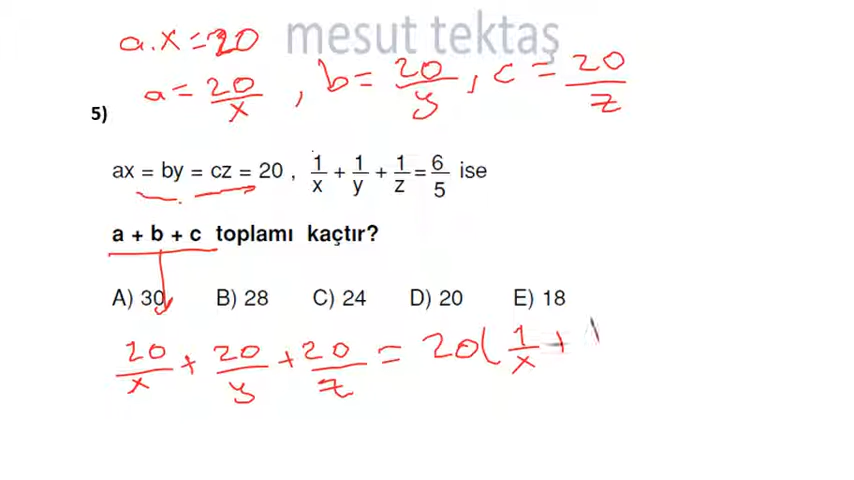 mesut tektaş
a.x = 20
a = 20/x , b = 20/y , c = 20/z
5)
ax = by = cz = 20 , 1/x + 1/y + 1/z = 6/5 ise
a + b + c toplamı kaçtır?
A) 30 B) 28 C) 24 D) 20 E) 18
20/x + 20/y + 20/z = 20( 1/x +